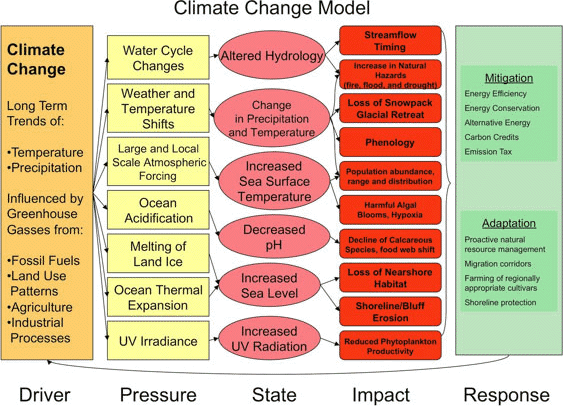 Climate Change Model
Climate
Change
Long Term
Trends of:
•Temperature
•Precipitation
Influenced by
Greenhouse
Gasses from:
•Fossil Fuels
•Land Use
Patterns
•Agriculture
•Industrial
Processes
Water Cycle
Changes
Weather and
Temperature
Shifts
Large and Local
Scale Atmospheric
Forcing
Ocean
Acidification
Melting of
Land Ice
Ocean Thermal
Expansion
UV Irradiance
Altered Hydrology
Change
in Precipitation
and Temperature
Increased
Sea Surface
Temperature
Decreased
pH
Increased
Sea Level
Increased
UV Radiation
Streamflow
Timing
Increase in Natural
Hazards
(fire, flood, and drought)
Loss of Snowpack
Glacial Retreat
Phenology
Population abundance,
range and distribution
Harmful Algal
Blooms, Hypoxia
Decline of Calcareous
Species, food web shift
Loss of Nearshore
Habitat
Shoreline/Bluff
Erosion
Reduced Phytoplankton
Productivity
Mitigation
Energy Efficiency
Energy Conservation
Alternative Energy
Carbon Credits
Emission Tax
Adaptation
Proactive natural
resource management
Migration corridors
Farming of regionally
appropriate cultivars
Shoreline protection
Driver
Pressure
State
Impact
Response